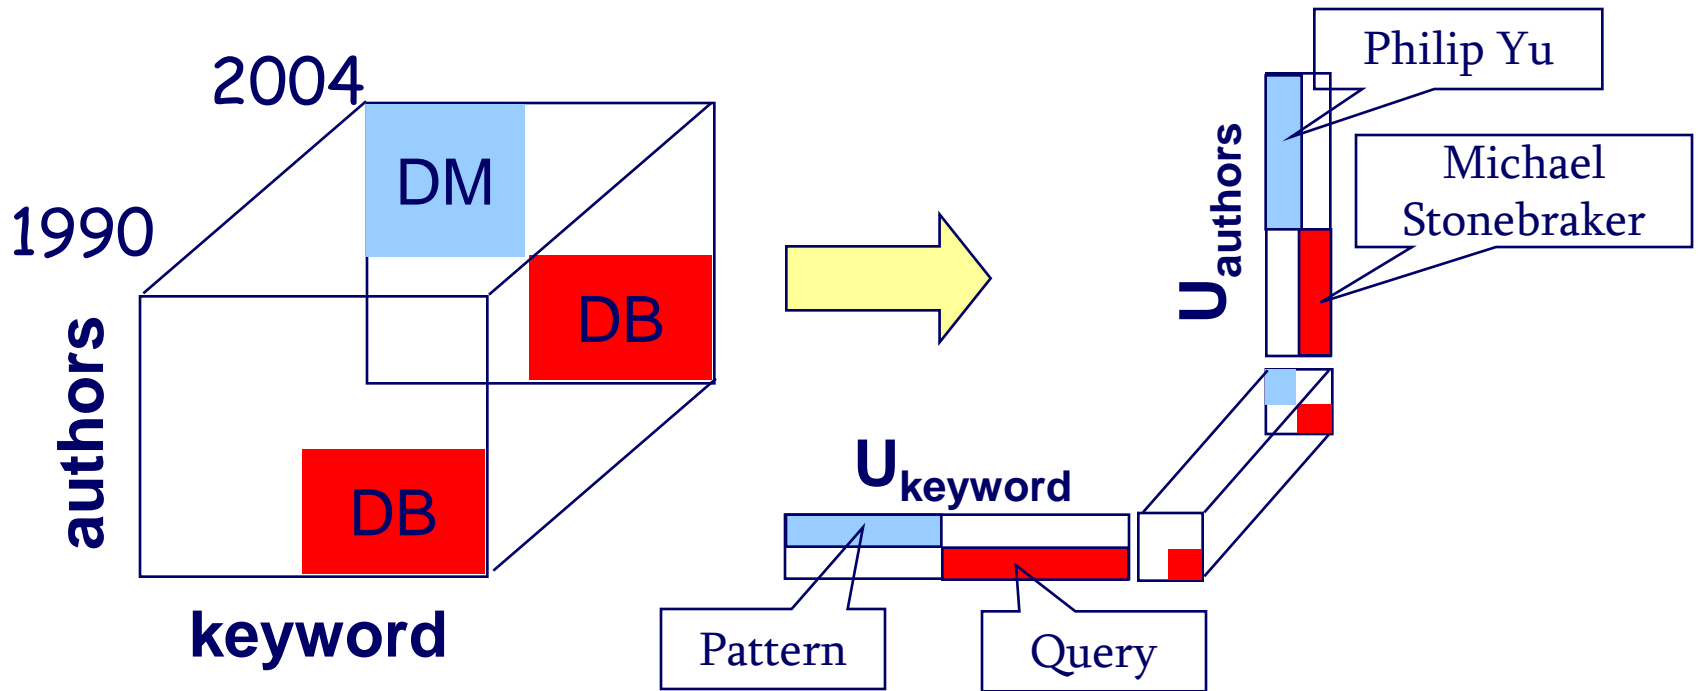 2004
1990
DM
DB
DB
authors
keyword
Philip Yu
Michael
Stonebraker
Uauthors
Ukeyword
Pattern
Query